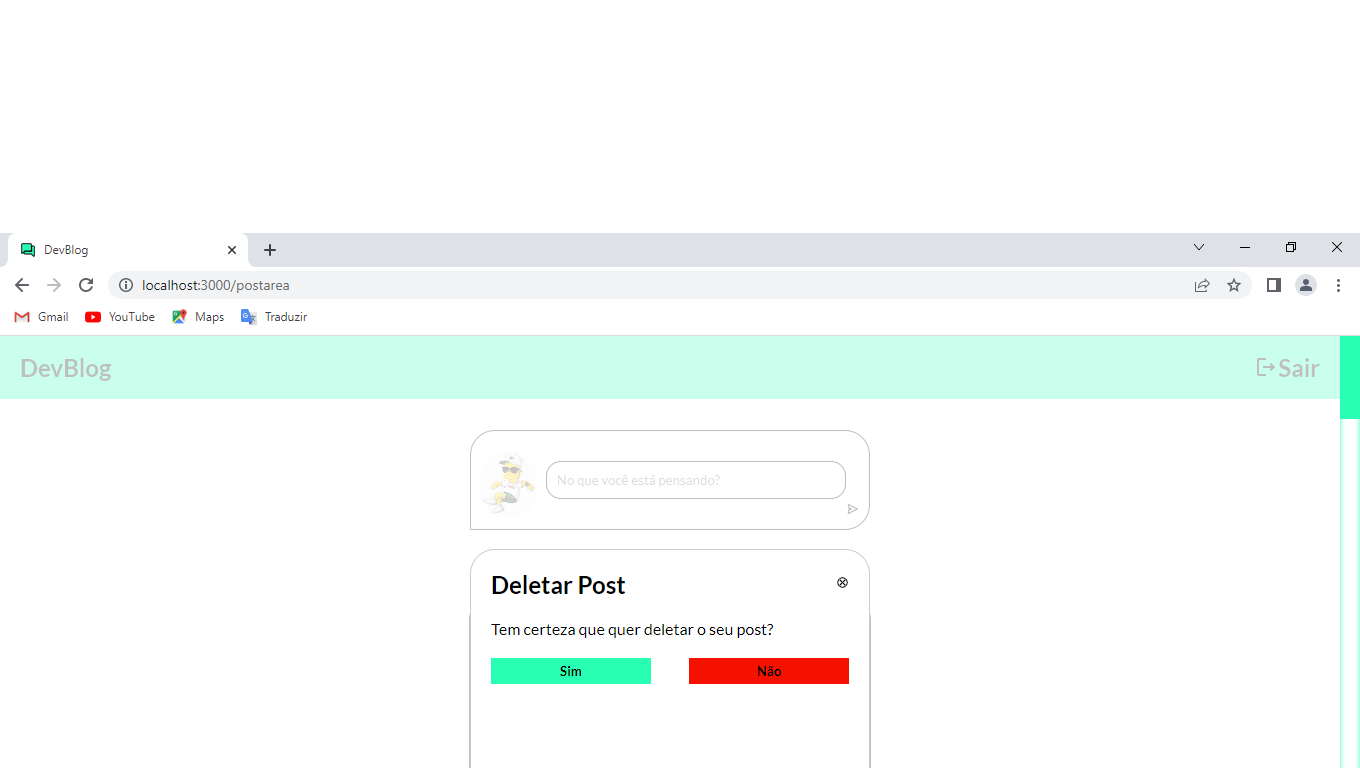 DevBlog
localhost:3000/postarea
Gmail YouTube Maps Traduzir
DevBlog Sair
No que você está pensando?
Deletar Post
Tem certeza que quer deletar o seu post?
Sim Não